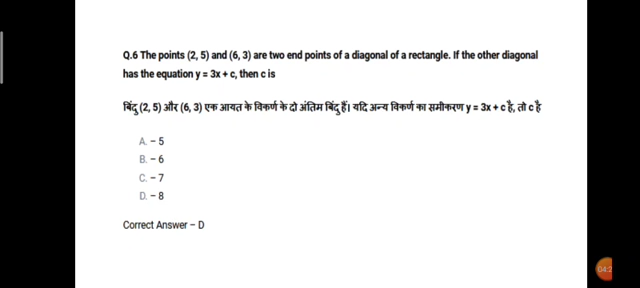 Q.6 The points (2, 5) and (6, 3) are two end points of a diagonal of a rectangle. If the other diagonal
has the equation y = 3x + c, then c is
बिंदु (2, 5) और (6, 3) एक आयत के विकर्ण के दो अंतिम बिंदु हैं। यदि अन्य विकर्ण का समीकरण y = 3x + c है, तो c है
A. – 5
B. – 6
C. – 7
D. – 8
Correct Answer – D